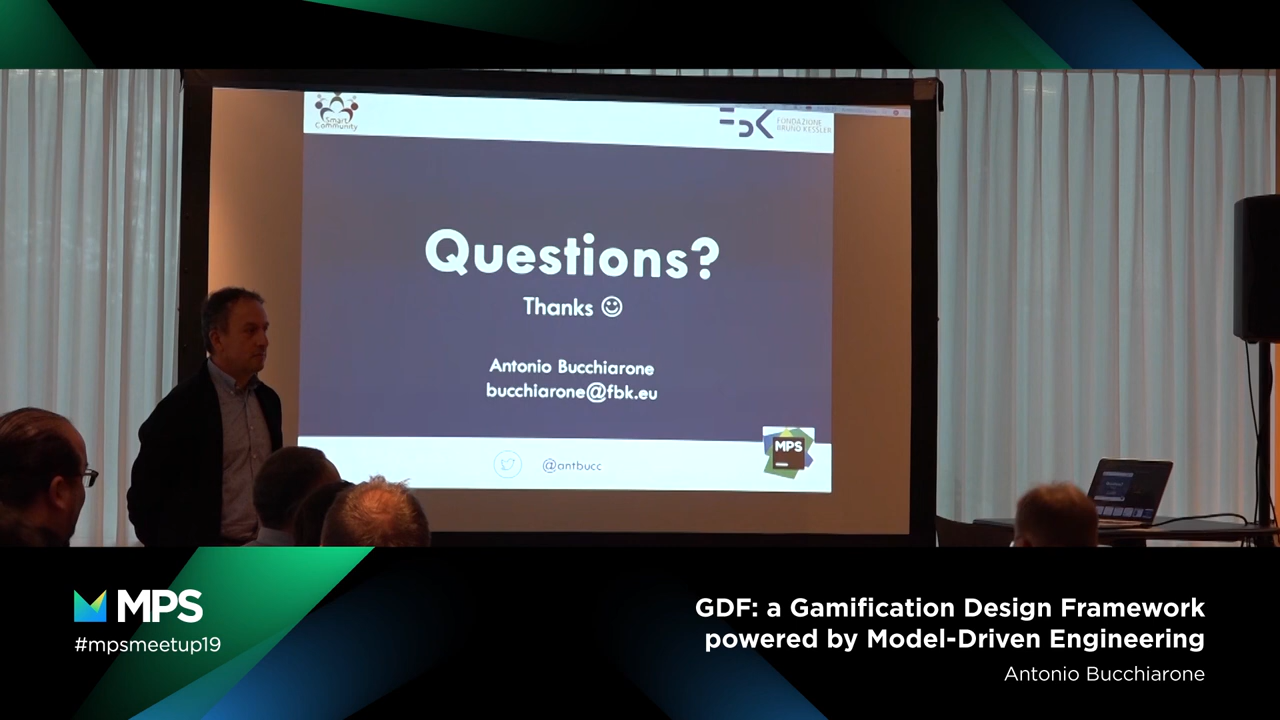 Smart
Community
FBK
FONDAZIONE
BRUNO KESSLER
Questions?
Thanks ☺
Antonio Bucchiarone
bucchiarone@fbk.eu
MPS
@antbucc
MPS
#mpsmeetup19
GDF: a Gamification Design Framework
powered by Model-Driven Engineering
Antonio Bucchiarone